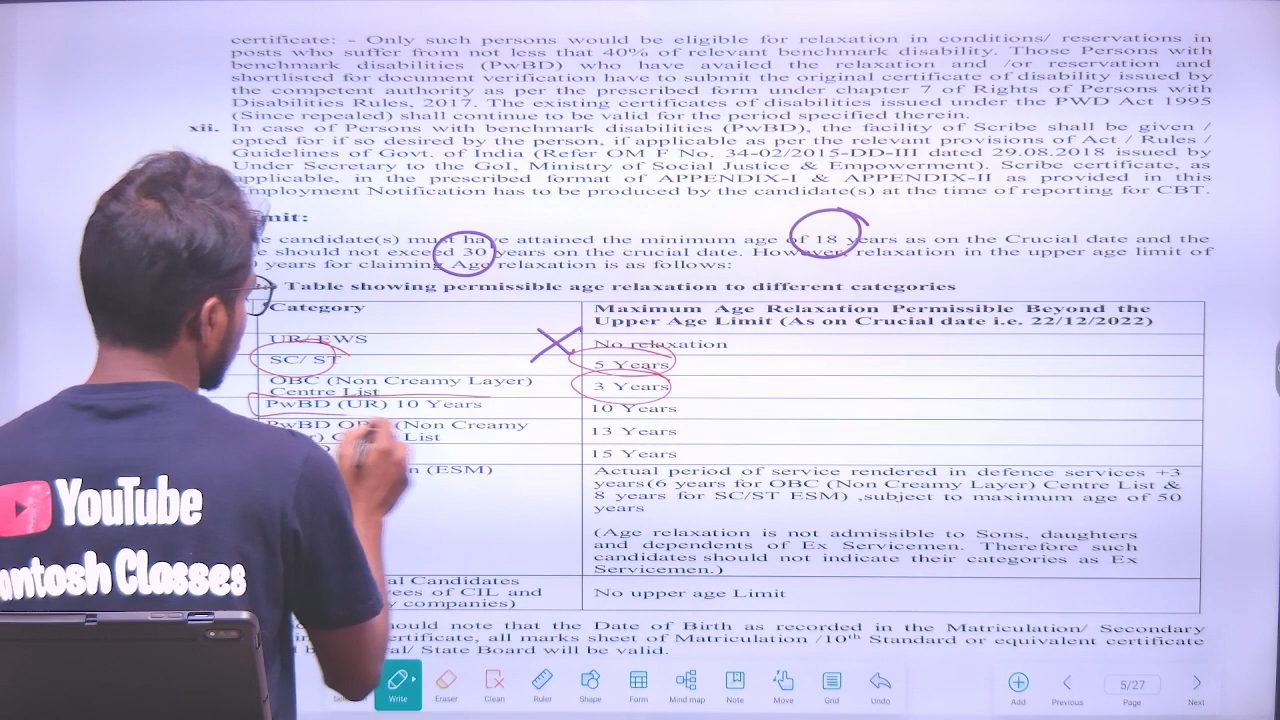 certificate: - Only such persons would be eligible for relaxation in conditions/ reservations in
posts who suffer from not less that 40% of relevant benchmark disability. Those Persons with
benchmark disabilities (PwBD) who have availed the relaxation and /or reservation and
shortlisted for document verification have to submit the original certificate of disability issued by
the competent authority as per the prescribed form under chapter 7 of Rights of Persons with
Disabilities Rules, 2017. The existing certificates of disabilities issued under the PWD Act 1995
(Since repealed) shall continue to be valid for the period specified therein.
xii. In case of Persons with benchmark disabilities (PwBD), the facility of Scribe shall be given /
opted for if so desired by the person, if applicable as per the relevant provisions of Act / Rules /
Guidelines of Govt. of India (Refer OM F No. 34-02/2015-DD-III dated 29.08.2018 issued by
Under Secretary to the GoI, Ministry of Social Justice & Empowerment). Scribe certificate, as
applicable, in the prescribed format of APPENDIX-I & APPENDIX-II as provided in this
Employment Notification has to be produced by the candidate(s) at the time of reporting for CBT.
mit:
candidate(s) must have attained the minimum age of 18 years as on the Crucial date and the
should not exceed 30 years on the crucial date. However, relaxation in the upper age limit of
years for claiming Age relaxation is as follows:
Table showing permissible age relaxation to different categories
Category
Maximum Age Relaxation Permissible Beyond the
Upper Age Limit (As on Crucial date i.e. 22/12/2022)
UR/ EWS
No relaxation
SC/ ST
5 Years
OBC (Non Creamy Layer)
Centre List
3 Years
PwBD (UR) 10 Years
10 Years
PwBD OBC (Non Creamy
List
13 Years
15 Years
(ESM)
Actual period of service rendered in defence services +3
years(6 years for OBC (Non Creamy Layer) Centre List &
8 years for SC/ST ESM) ,subject to maximum age of 50
years
(Age relaxation is not admissible to Sons, daughters
and dependents of Ex Servicemen. Therefore such
candidates should not indicate their categories as Ex
Servicemen.)
al Candidates
ees of CIL and
companies)
No upper age Limit
ould note that the Date of Birth as recorded in the Matriculation/ Secondary
ertificate, all marks sheet of Matriculation /10th Standard or equivalent certificate
ral/ State Board will be valid.
YouTube
antosh Classes
Write
Eraser
Clean
Ruler
Shape
Form
Mind map
Note
Move
Grid
Undo
Add
Previous
5/27
Page
Next